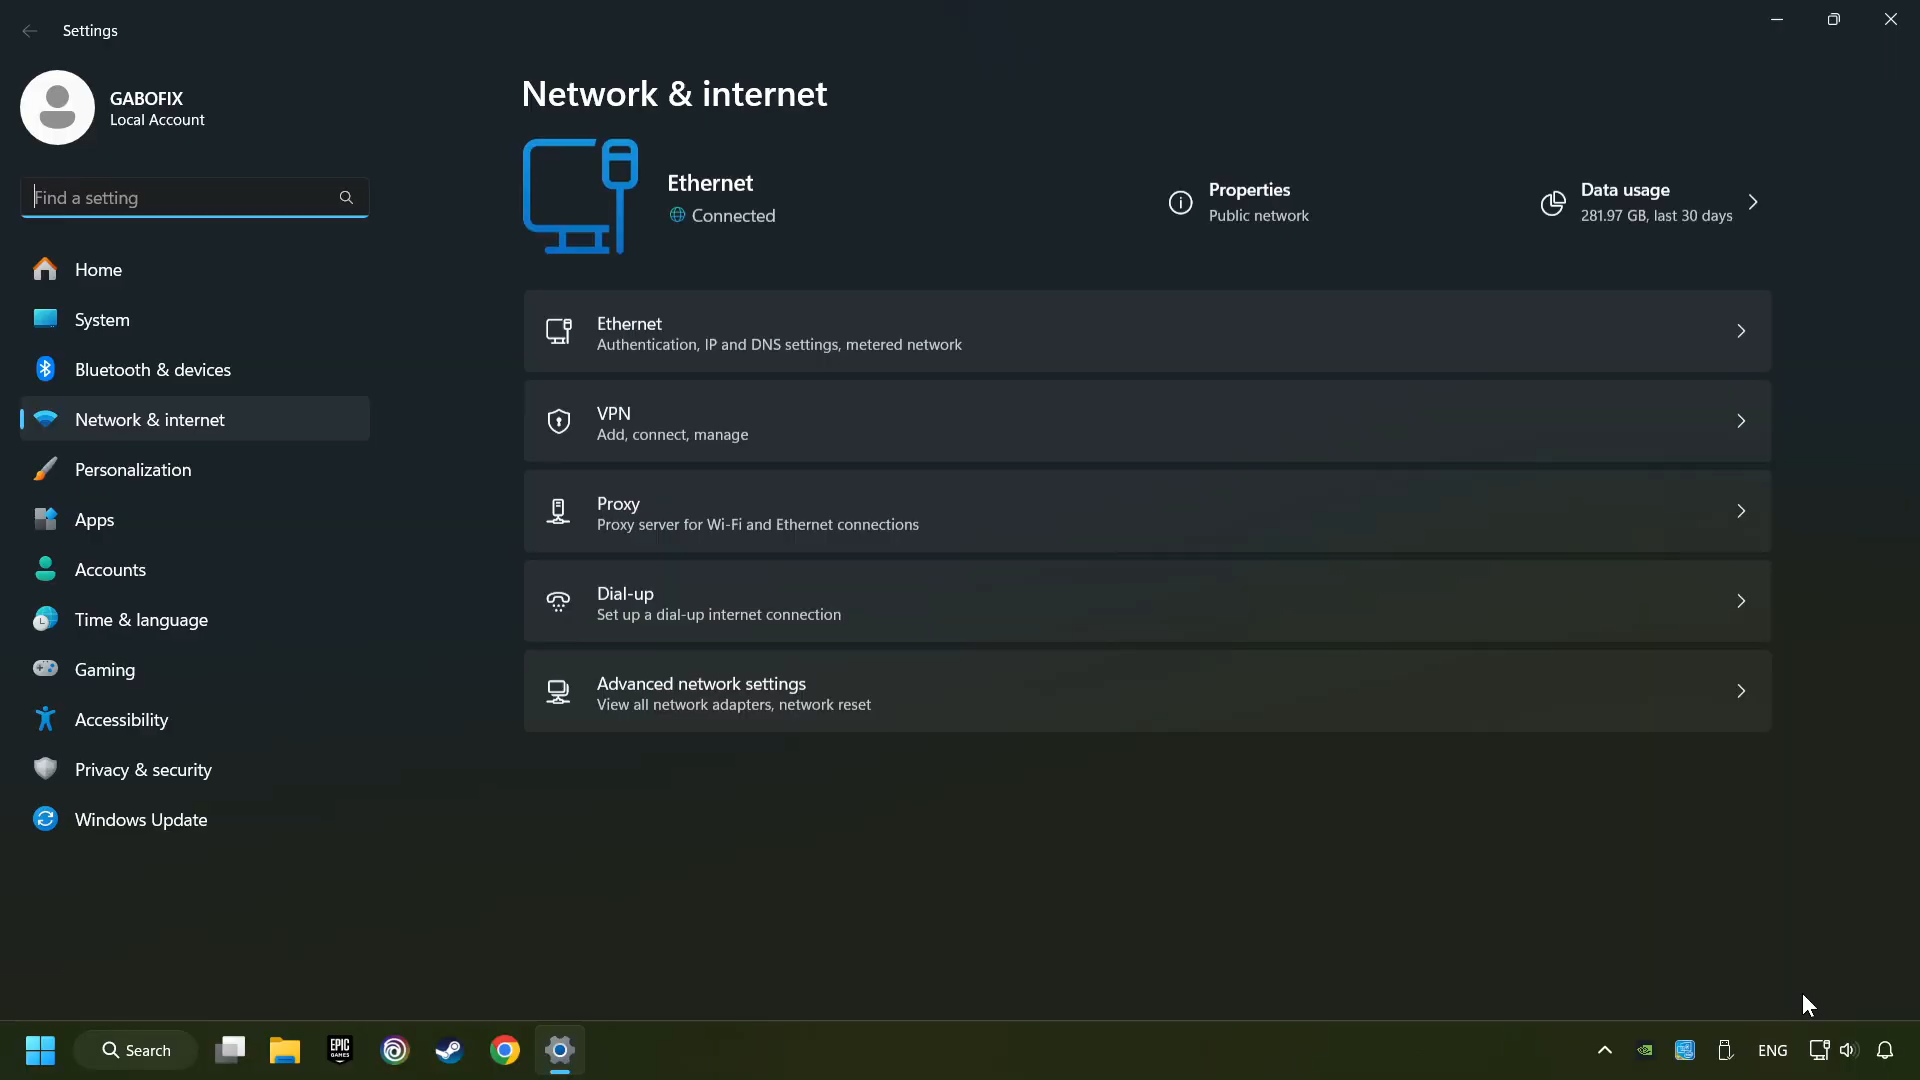 Settings
GABOFIX
Local Account
Find a setting
Home
System
Bluetooth & devices
Network & internet
Personalization
Apps
Accounts
Time & language
Gaming
Accessibility
Privacy & security
Windows Update
Network & internet
Ethernet
Connected
Properties
Public network
Data usage
281.97 GB, last 30 days
Ethernet
Authentication, IP and DNS settings, metered network
VPN
Add, connect, manage
Proxy
Proxy server for Wi-Fi and Ethernet connections
Dial-up
Set up a dial-up internet connection
Advanced network settings
View all network adapters, network reset
Search
EPIC
GAMES
ENG